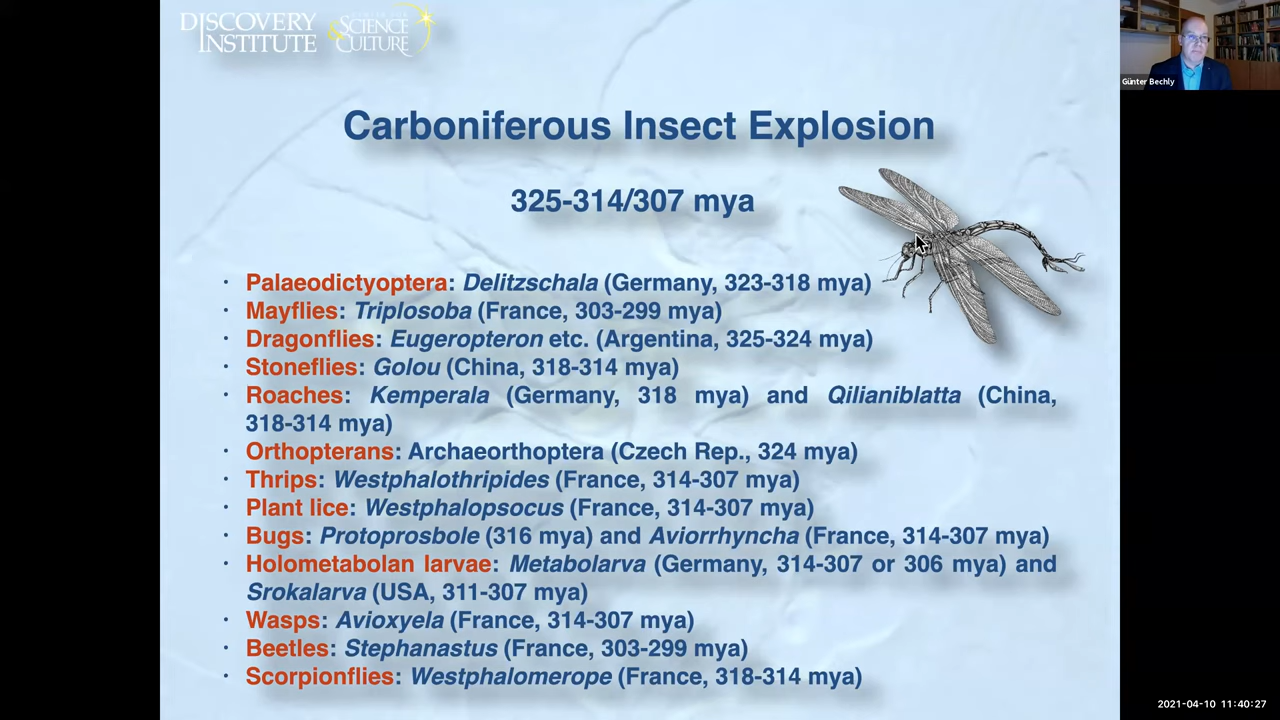 DISCOVERY
INSTITUTE
SCIENCE
& CULTURE
Günter Bechly
Carboniferous Insect Explosion
325-314/307 mya
· Palaeodictyoptera: Delitzschala (Germany, 323-318 mya)
· Mayflies: Triplosoba (France, 303-299 mya)
· Dragonflies: Eugeropteron etc. (Argentina, 325-324 mya)
· Stoneflies: Golou (China, 318-314 mya)
· Roaches: Kemperala (Germany, 318 mya) and Qilianiblatta (China,
318-314 mya)
· Orthopterans: Archaeorthoptera (Czech Rep., 324 mya)
· Thrips: Westphalothripides (France, 314-307 mya)
· Plant lice: Westphalopsocus (France, 314-307 mya)
· Bugs: Protoprosbole (316 mya) and Aviorrhyncha (France, 314-307 mya)
· Holometabolan larvae: Metabolarva (Germany, 314-307 or 306 mya) and
Srokalarva (USA, 311-307 mya)
· Wasps: Avioxyela (France, 314-307 mya)
· Beetles: Stephanastus (France, 303-299 mya)
· Scorpionflies: Westphalomerope (France, 318-314 mya)
2021-04-10 11:40:27